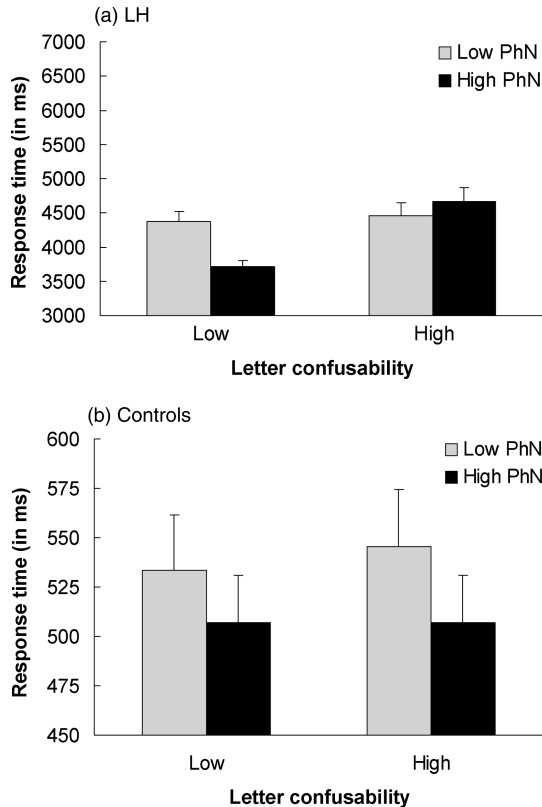 (a) LH
7000
6500
6000
5500
5000
4500
4000
3500
3000
Response time (in ms)
Low PhN
High PhN
Low High
Letter confusability
(b) Controls
600
575
550
525
500
475
450
Response time (in ms)
Low PhN
High PhN
Low High
Letter confusability